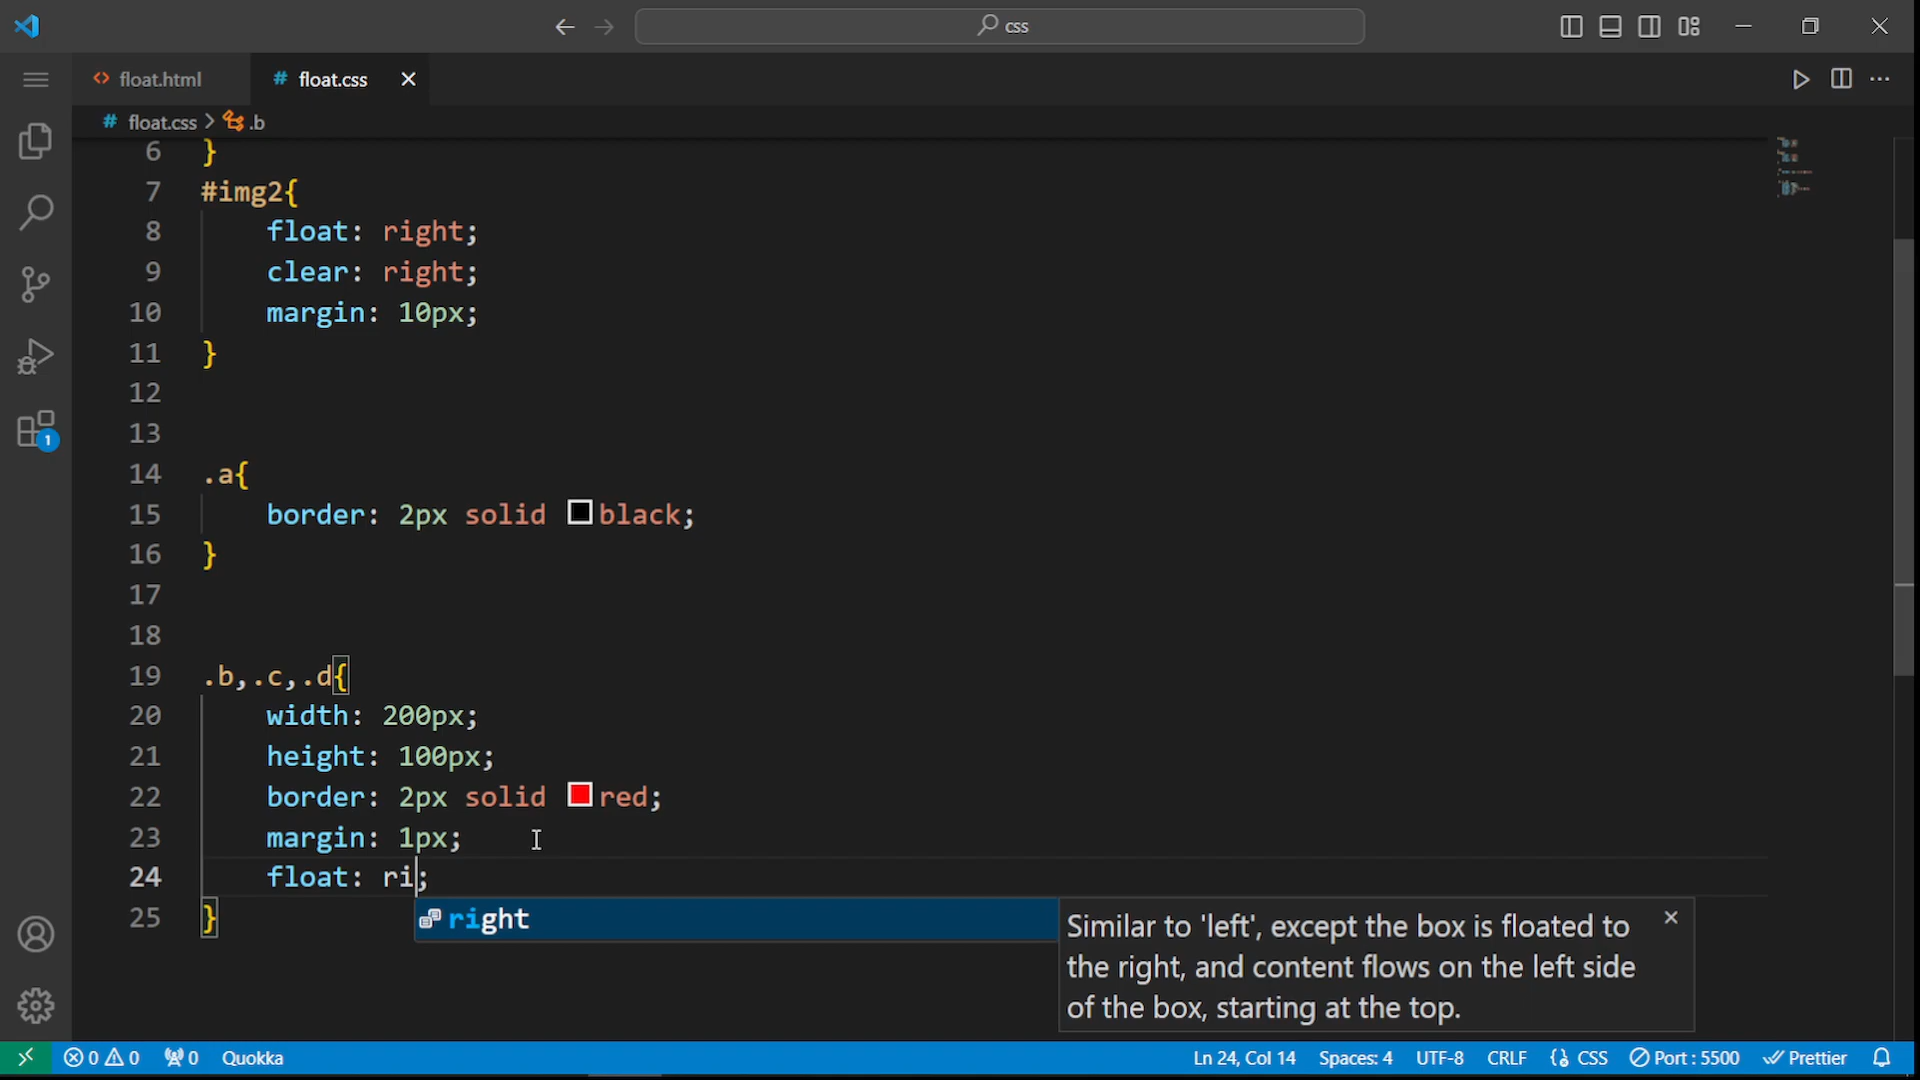 css
float.html
# float.css
# float.css > .b
6 }
7 #img2{
8 float: right;
9 clear: right;
10 margin: 10px;
11 }
12
13
14 .a{
15 border: 2px solid black;
16 }
17
18
19 .b,.c,.d{
20 width: 200px;
21 height: 100px;
22 border: 2px solid red;
23 margin: 1px;
24 float: ri;
25 }
right
Similar to 'left', except the box is floated to
the right, and content flows on the left side
of the box, starting at the top.
1
0 0 0 Quokka Ln 24, Col 14 Spaces: 4 UTF-8 CRLF CSS Port : 5500 Prettier